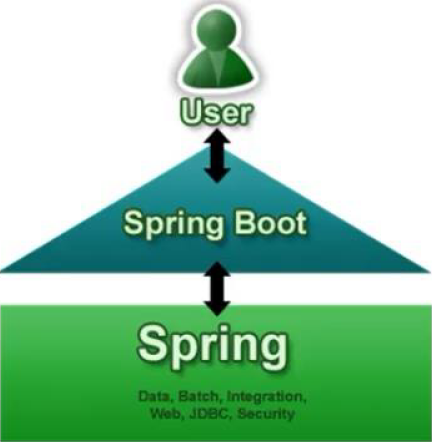 User
Spring Boot
Spring
Data, Batch, Integration,
Web, JDBC, Security